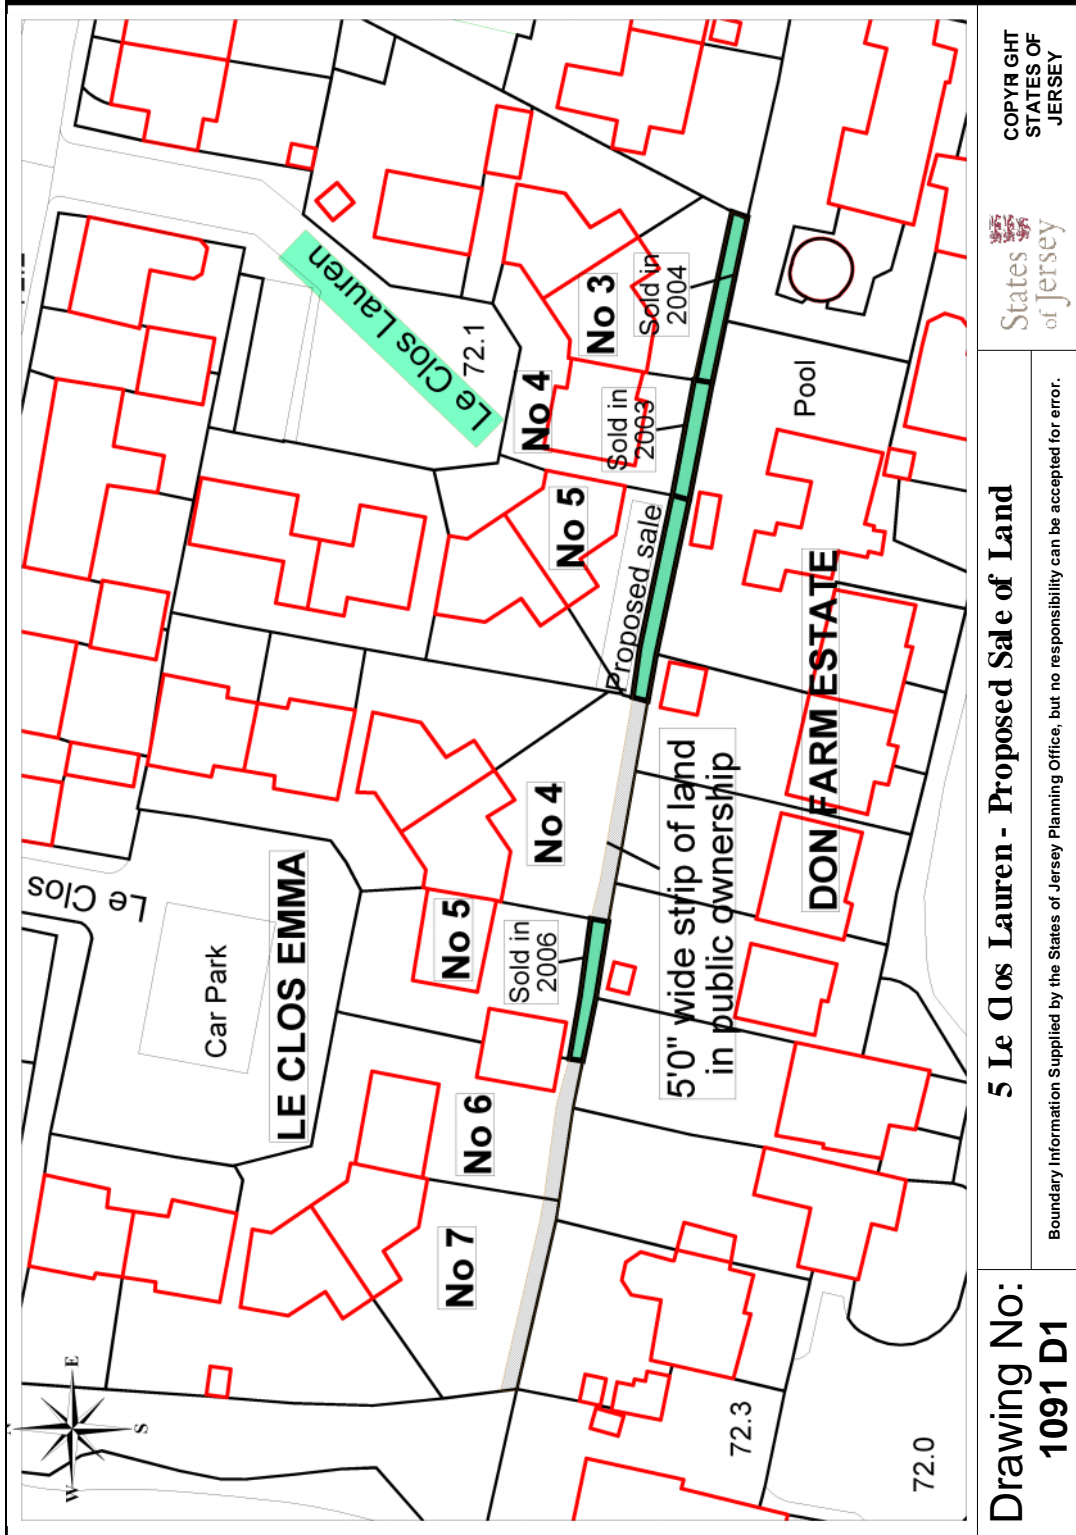 Le Clos Lauren
72.1
No 3
Sold in
2004
No 4
Sold in
2003
No 5
Proposed sale
Pool
Le Clos
Car Park
LE CLOS EMMA
No 4
No 5
Sold in
2006
No 6
No 7
5'0" wide strip of land
in public ownership
DON FARM ESTATE
72.3
72.0
E
S
W
Drawing No:
1091 D1
5 Le Clos Lauren - Proposed Sale of Land
Boundary Information Supplied by the States of Jersey Planning Office, but no responsibility can be accepted for error.
States
of Jersey
COPYRIGHT
STATES OF
JERSEY